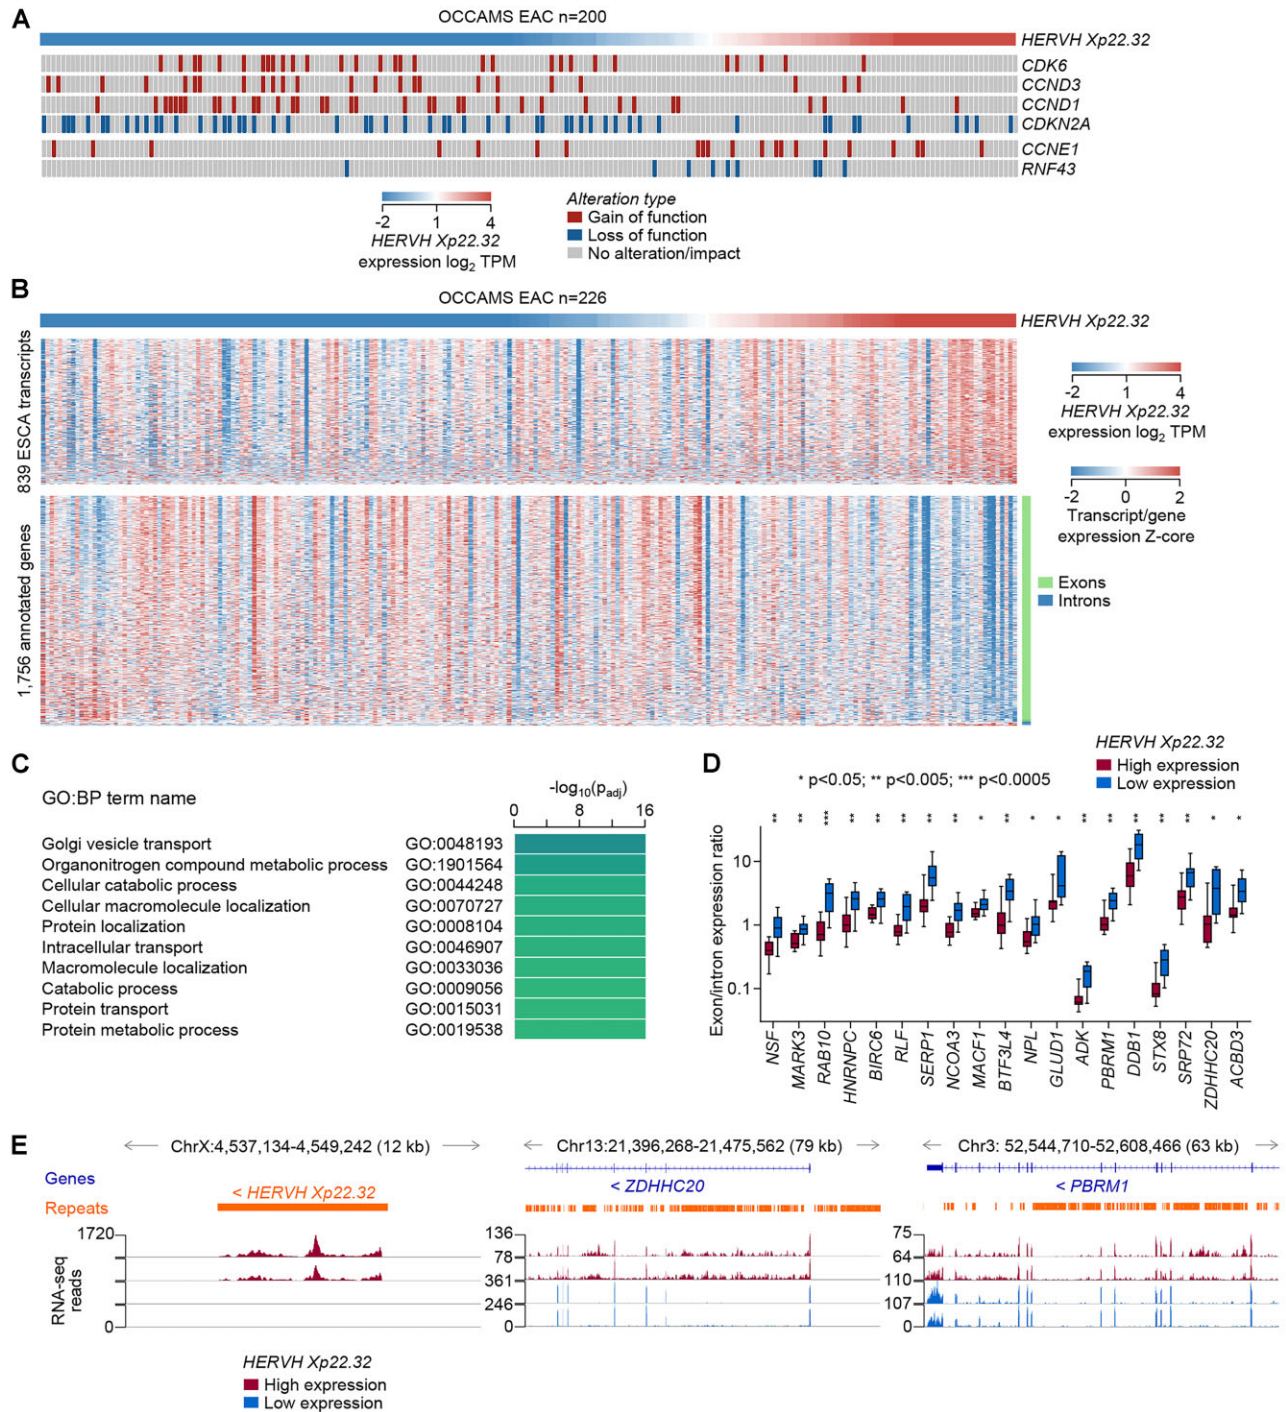 A
OCCAMS EAC n=200
HERVH Xp22.32
CDK6
CCND3
CCND1
CDKN2A
CCNE1
RNF43
-2 1 4
HERVH Xp22.32
expression log2 TPM
Alteration type
Gain of function
Loss of function
No alteration/impact
B
OCCAMS EAC n=226
HERVH Xp22.32
839 ESCA transcripts
1,756 annotated genes
-2 1 4
HERVH Xp22.32
expression log2 TPM
-2 0 2
Transcript/gene
expression Z-core
Exons
Introns
C
GO:BP term name
-log10(padj)
0 8 16
Golgi vesicle transport GO:0048193
Organonitrogen compound metabolic process GO:1901564
Cellular catabolic process GO:0044248
Cellular macromolecule localization GO:0070727
Protein localization GO:0008104
Intracellular transport GO:0046907
Macromolecule localization GO:0033036
Catabolic process GO:0009056
Protein transport GO:0015031
Protein metabolic process GO:0019538
D
HERVH Xp22.32
High expression
Low expression
* p<0.05; ** p<0.005; *** p<0.0005
** ** *** ** ** ** ** ** * ** * * ** ** ** ** ** * *
Exon/intron expression ratio
10
1
0.1
NSF
MARK3
RAB10
HNRNPC
BIRC6
RLF
SERP1
NCOA3
MACF1
BTF3L4
NPL
GLUD1
ADK
PBRM1
DDB1
STX8
SRP72
ZDHHC20
ACBD3
E
ChrX:4,537,134-4,549,242 (12 kb)
Chr13:21,396,268-21,475,562 (79 kb)
Chr3: 52,544,710-52,608,466 (63 kb)
Genes
Repeats
< HERVH Xp22.32
< ZDHHC20
< PBRM1
RNA-seq
reads
1720
0
136
78
361
246
0
75
64
110
107
0
HERVH Xp22.32
High expression
Low expression